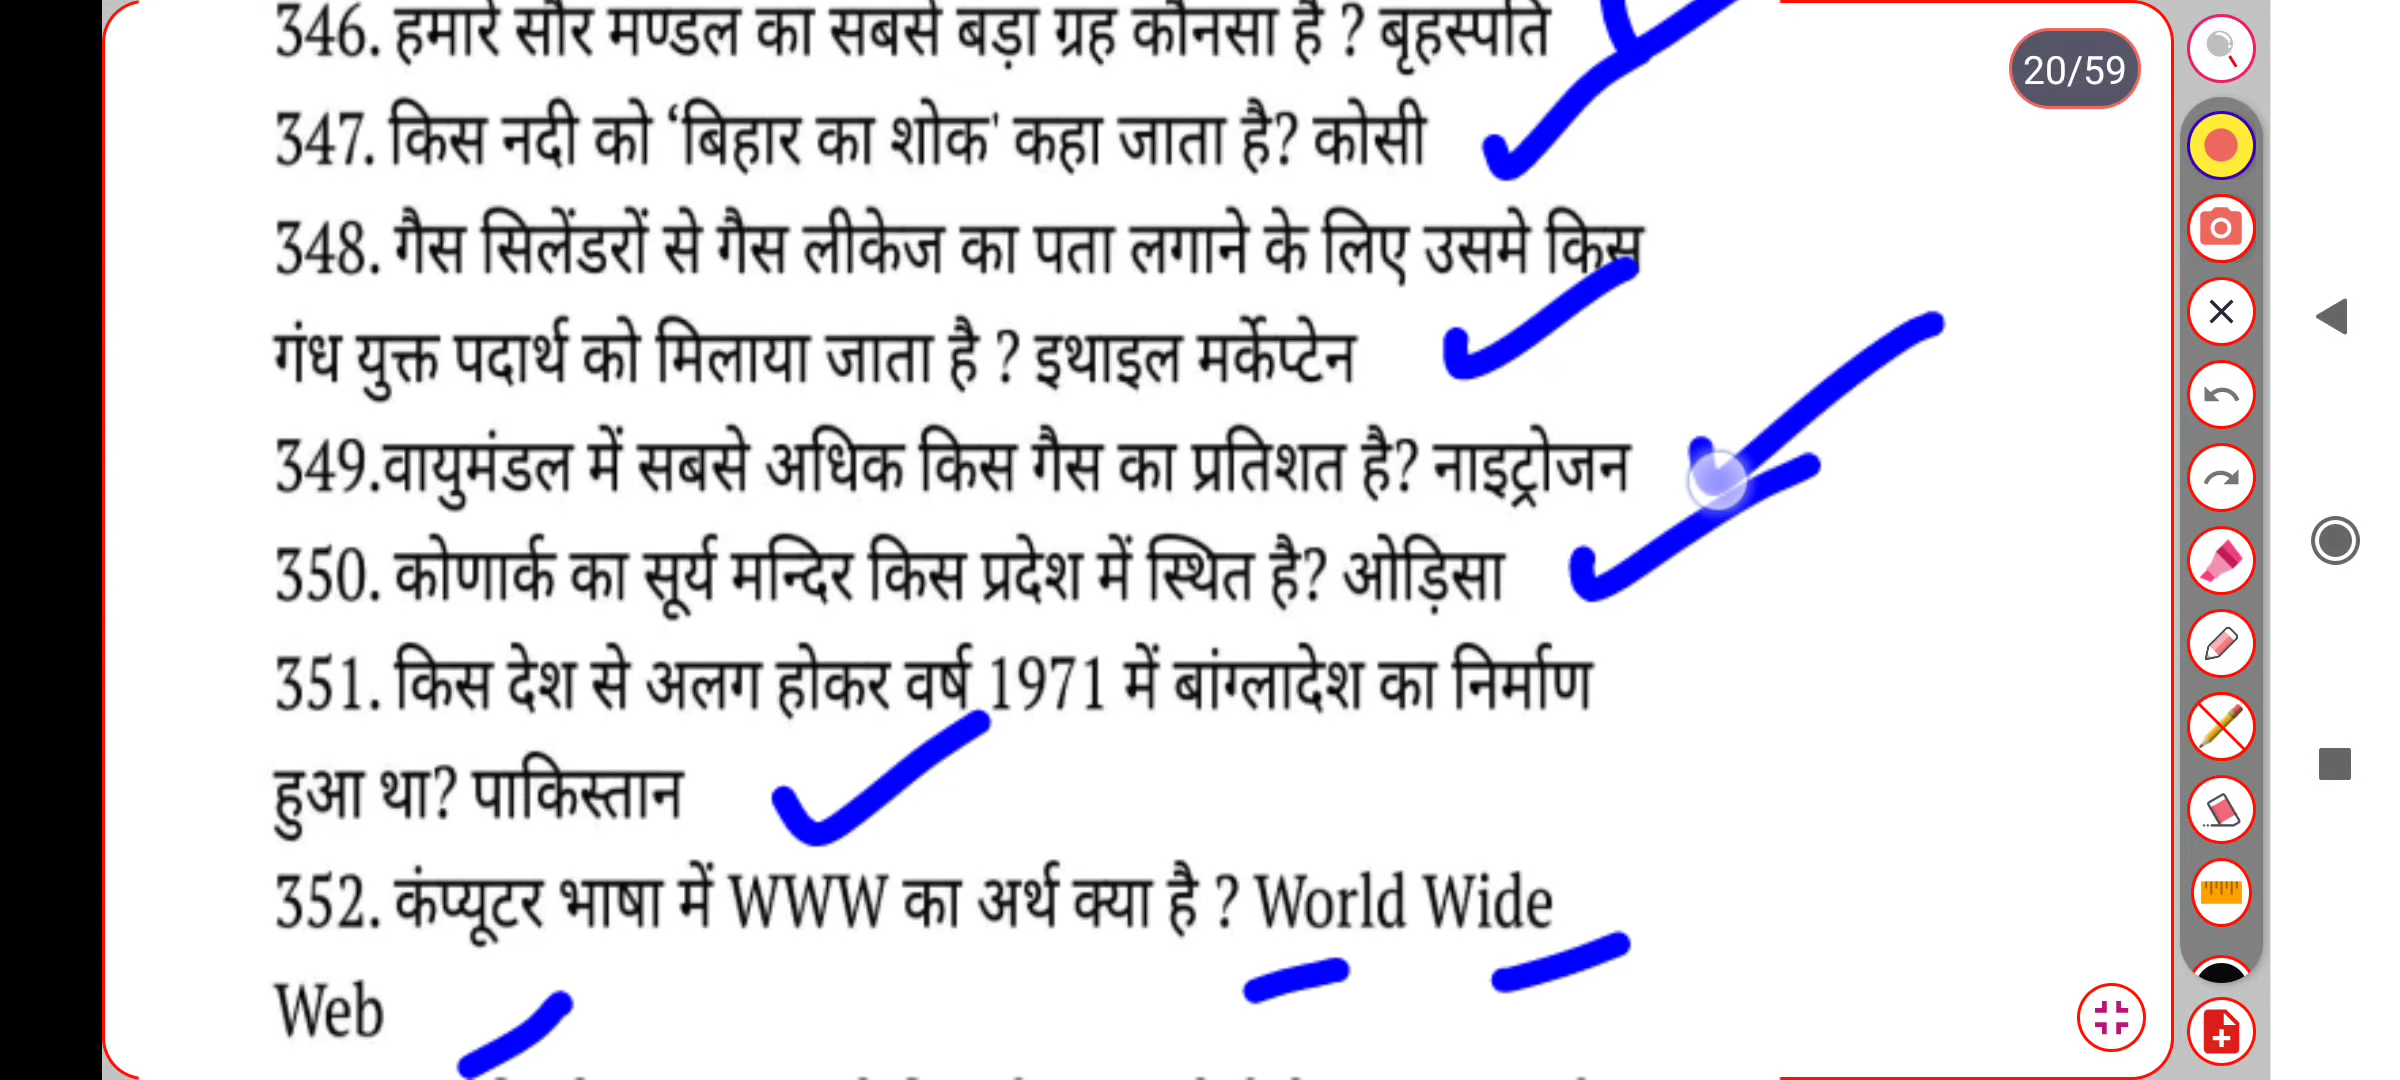 346. हमारे सौर मण्डल का सबसे बड़ा ग्रह कौनसा है ? बृहस्पति
20/59
347. किस नदी को ‘बिहार का शोक' कहा जाता है? कोसी
348. गैस सिलेंडरों से गैस लीकेज का पता लगाने के लिए उसमे किस
गंध युक्त पदार्थ को मिलाया जाता है ? इथाइल मर्केप्टेन
349.वायुमंडल में सबसे अधिक किस गैस का प्रतिशत है? नाइट्रोजन
350. कोणार्क का सूर्य मन्दिर किस प्रदेश में स्थित है? ओड़िसा
351. किस देश से अलग होकर वर्ष 1971 में बांग्लादेश का निर्माण
हुआ था? पाकिस्तान
352. कंप्यूटर भाषा में WWW का अर्थ क्या है ? World Wide
Web